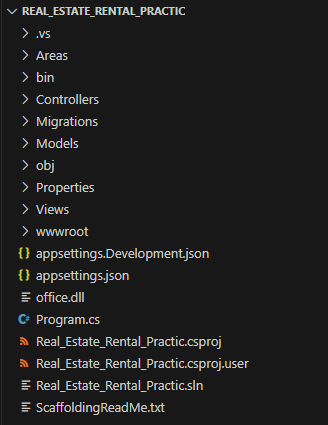 REAL_ESTATE_RENTAL_PRACTIC
.vs
Areas
bin
Controllers
Migrations
Models
obj
Properties
Views
wwwroot
{} appsettings.Development.json
{} appsettings.json
office.dll
C# Program.cs
Real_Estate_Rental_Practic.csproj
Real_Estate_Rental_Practic.csproj.user
Real_Estate_Rental_Practic.sln
ScaffoldingReadMe.txt